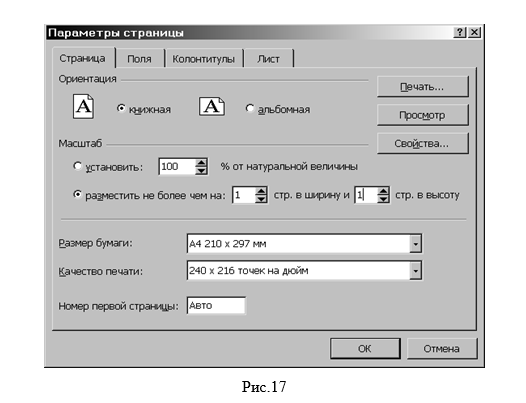 Параметры страницы
Страница Поля Колонтитулы Лист
Ориентация
A книжная A альбомная
Печать...
Просмотр
Масштаб
Свойства...
установить: 100 % от натуральной величины
разместить не более чем на: 1 стр. в ширину и 1 стр. в высоту
Размер бумаги: A4 210 x 297 мм
Качество печати: 240 x 216 точек на дюйм
Номер первой страницы: Авто
ОК Отмена
Рис.17